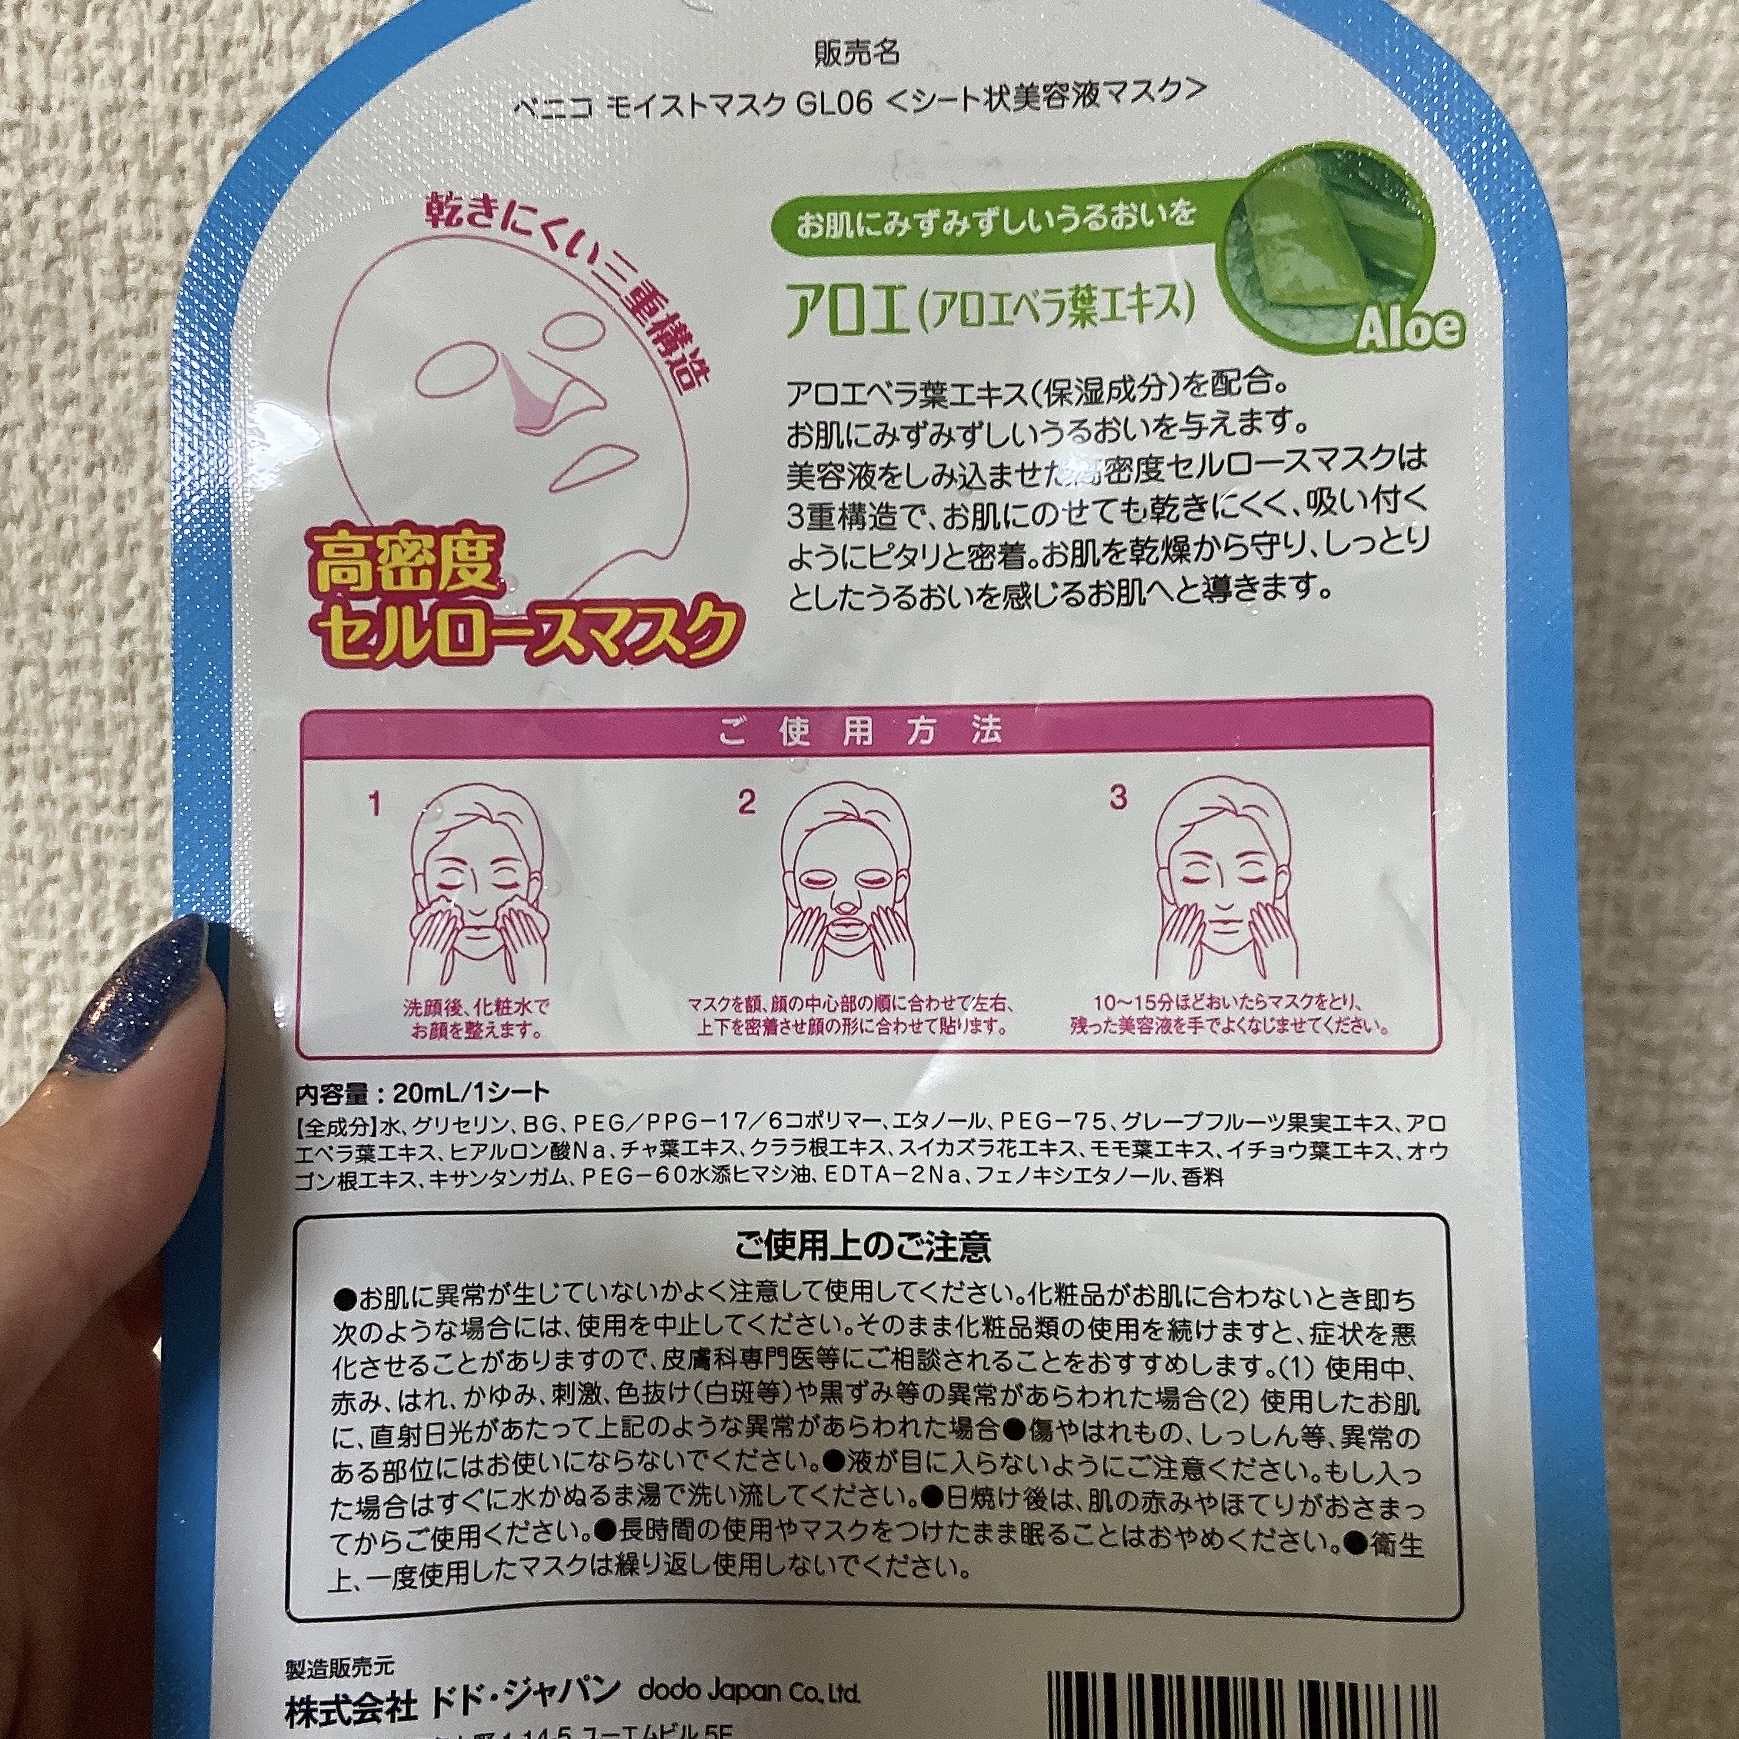 販売名
ベニコ モイストマスク GL06 <シート状美容液マスク>
乾きにくい三重構造
高密度
セルロースマスク
お肌にみずみずしいうるおいを
アロエ(アロエベラ葉エキス)
Aloe
アロエベラ葉エキス(保湿成分)を配合。
お肌にみずみずしいうるおいを与えます。
美容液をしみ込ませた高密度セルロースマスクは
3重構造で、お肌にのせても乾きにくく、吸い付く
ようにピタリと密着。お肌を乾燥から守り、しっとり
としたうるおいを感じるお肌へと導きます。
ご使用方法
1
洗顔後、化粧水で
お顔を整えます。
2
マスクを額、顔の中心部の順に合わせて左右、
上下を密着させ顔の形に合わせて貼ります。
3
10～15分ほどおいたらマスクをとり、
残った美容液を手でよくなじませてください。
内容量：20mL/1シート
【全成分】水、グリセリン、BG、PEG／PPG－17／6コポリマー、エタノール、PEG－75、グレープフルーツ果実エキス、アロ
エベラ葉エキス、ヒアルロン酸Na、チャ葉エキス、クララ根エキス、スイカズラ花エキス、モモ葉エキス、イチョウ葉エキス、オウ
ゴン根エキス、キサンタンガム、PEG－60水添ヒマシ油、EDTA－2Na、フェノキシエタノール、香料
ご使用上のご注意
●お肌に異常が生じていないかよく注意して使用してください。化粧品がお肌に合わないとき即ち
次のような場合には、使用を中止してください。そのまま化粧品類の使用を続けますと、症状を悪
化させることがありますので、皮膚科専門医等にご相談されることをおすすめします。(1) 使用中、
赤み、はれ、かゆみ、刺激、色抜け(白斑等)や黒ずみ等の異常があらわれた場合(2) 使用したお肌
に、直射日光があたって上記のような異常があらわれた場合●傷やはれもの、しっしん等、異常の
ある部位にはお使いにならないでください。●液が目に入らないようにご注意ください。もし入っ
た場合はすぐに水かぬるま湯で洗い流してください。●日焼け後は、肌の赤みやほてりがおさまっ
てからご使用ください。●長時間の使用やマスクをつけたまま眠ることはおやめください。●衛生
上、一度使用したマスクは繰り返し使用しないでください。
製造販売元
株式会社 ドド・ジャパン dodo Japan Co., Ltd.
1-14-5 ユーエムビル 5F